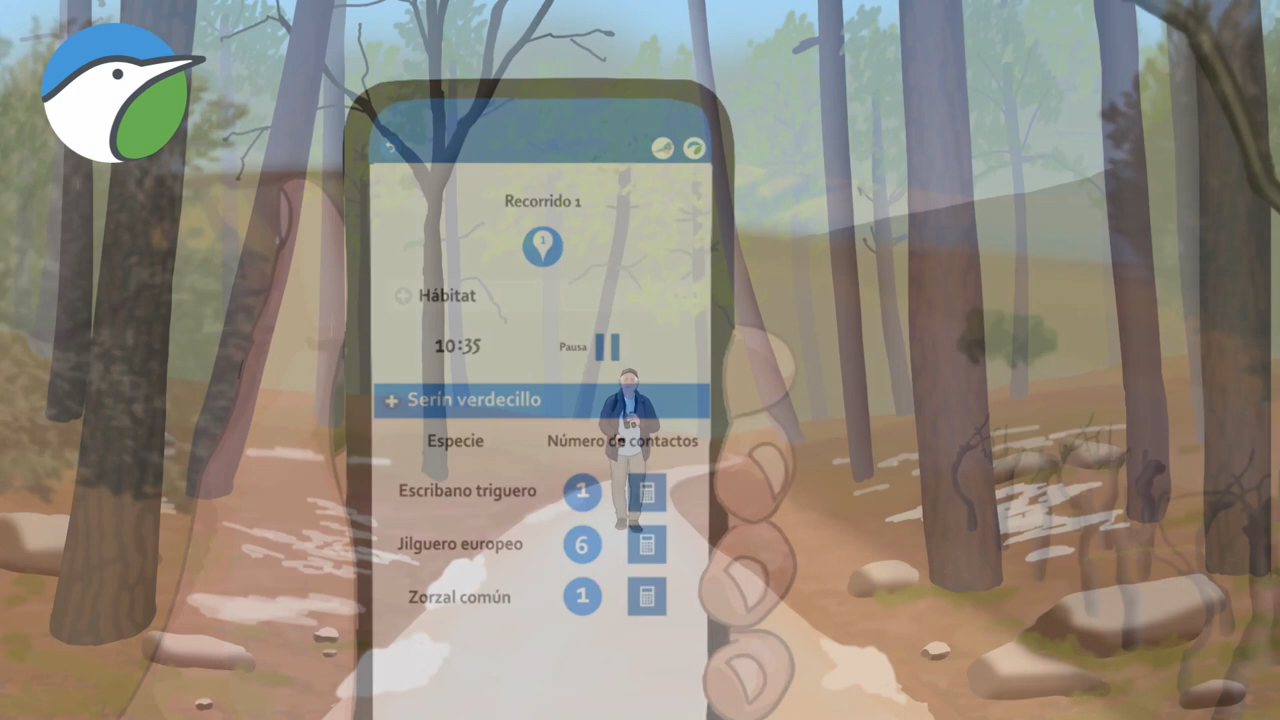 Recorrido 1
1
Hábitat
10:35 Pausa
+ Serín verdecillo
Especie Número de contactos
Escribano triguero 1
Jilguero europeo 6
Zorzal común 1